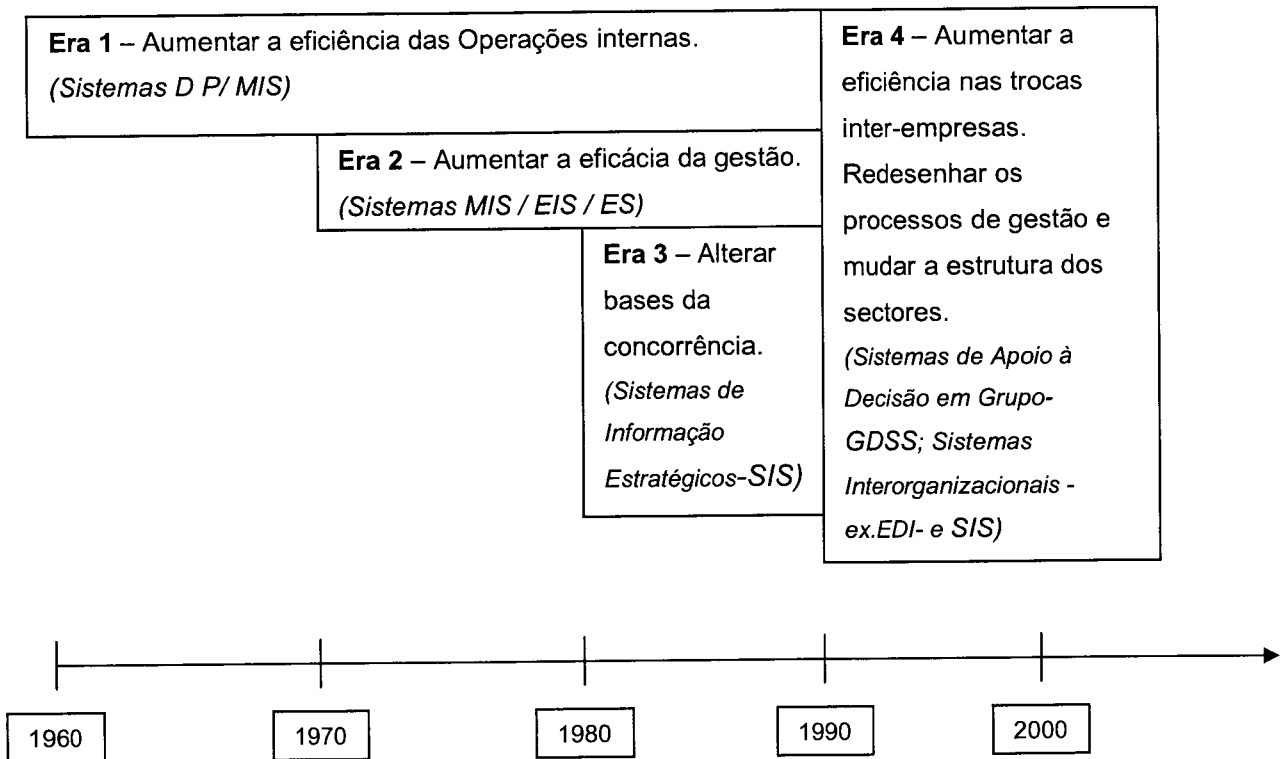 Era 1 – Aumentar a eficiência das Operações internas.
(Sistemas D P/ MIS)
Era 2 – Aumentar a eficácia da gestão.
(Sistemas MIS / EIS / ES)
Era 3 – Alterar
bases da
concorrência.
(Sistemas de
Informação
Estratégicos-SIS)
Era 4 – Aumentar a
eficiência nas trocas
inter-empresas.
Redesenhar os
processos de gestão e
mudar a estrutura dos
sectores.
(Sistemas de Apoio à
Decisão em Grupo-
GDSS; Sistemas
Interorganizacionais -
ex.EDI- e SIS)
1960
1970
1980
1990
2000